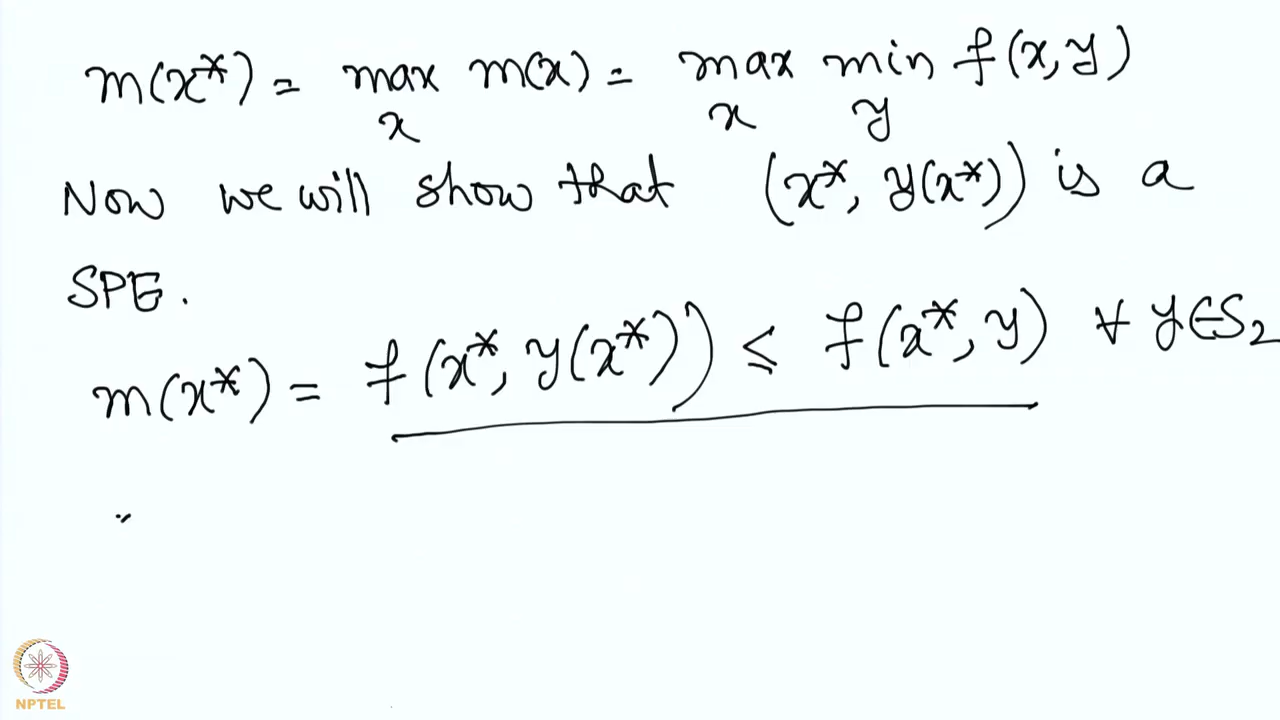 m(x*) = max m(x) = max min f(x,y)
x x y
Now we will show that (x*, y(x*)) is a
SPE.
m(x*) = f(x*, y(x*)) ≤ f(x*, y) ∀ y∈S₂
NPTEL